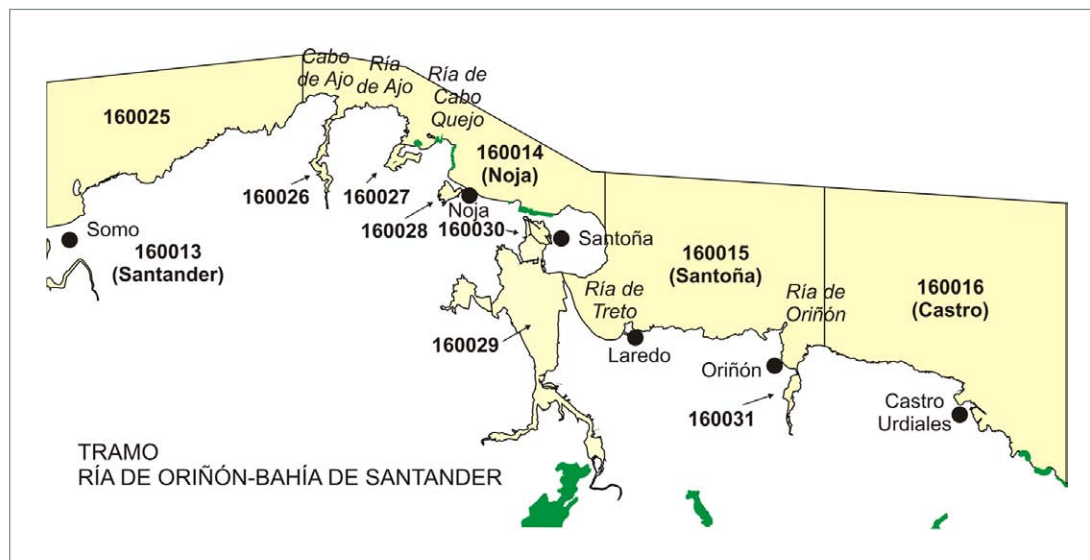 Cabo
de Ajo
Ría
de Ajo
Ría de
Cabo
Quejo
160025
160014
(Noja)
160026
160027
160028
Noja
160030
Somo
160013
(Santander)
Santoña
160015
(Santoña)
160016
(Castro)
Ría de
Treto
Ría de
Oriñón
160029
Laredo
Oriñón
160031
Castro
Urdiales
TRAMO
RÍA DE ORIÑÓN-BAHÍA DE SANTANDER